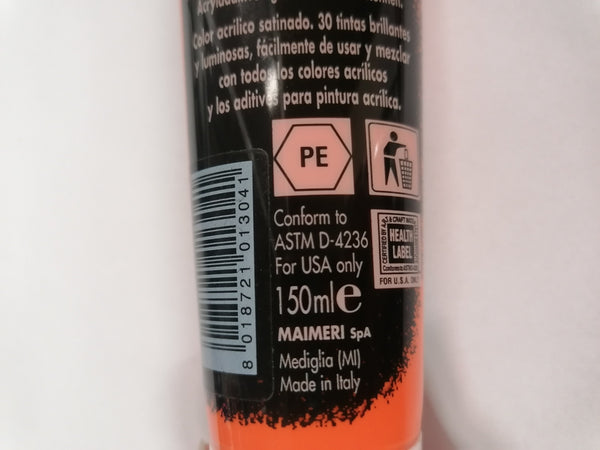 Color acrílico satinado. 30 tintas brillantes
y luminosas, fácilmente de usar y mezclar
con todos los colores acrílicos
y los aditivos para pintura acrílica.
PE
Conform to
ASTM D-4236
For USA only
HEALTH
LABEL
FOR U.S.A. ONLY
150ml e
MAIMERI SpA
Mediglia (MI)
Made in Italy
8 018721 013041